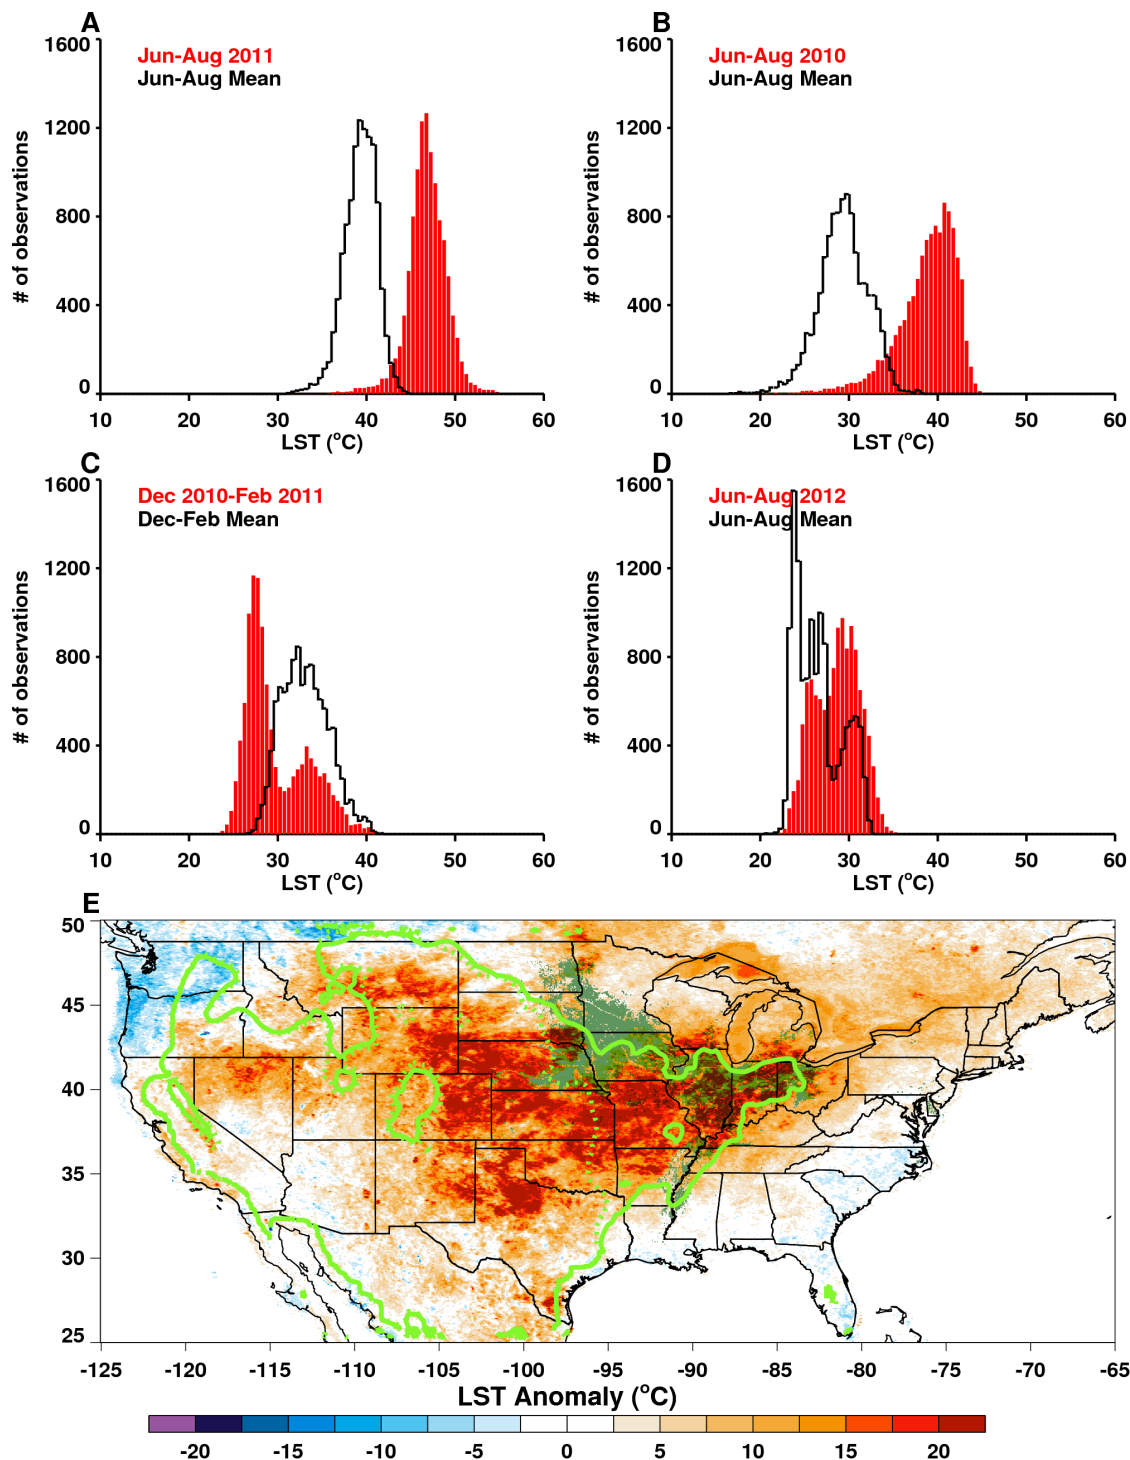 A
B
1600
1200
800
400
0
# of observations
Jun-Aug 2011
Jun-Aug Mean
10 20 30 40 50 60
LST (°C)
1600
1200
800
400
0
# of observations
Jun-Aug 2010
Jun-Aug Mean
10 20 30 40 50 60
LST (°C)
C
D
1600
1200
800
400
0
# of observations
Dec 2010-Feb 2011
Dec-Feb Mean
10 20 30 40 50 60
LST (°C)
1600
1200
800
400
0
# of observations
Jun-Aug 2012
Jun-Aug Mean
10 20 30 40 50 60
LST (°C)
E
50
45
40
35
30
25
-125 -120 -115 -110 -105 -100 -95 -90 -85 -80 -75 -70 -65
LST Anomaly (°C)
-20 -15 -10 -5 0 5 10 15 20